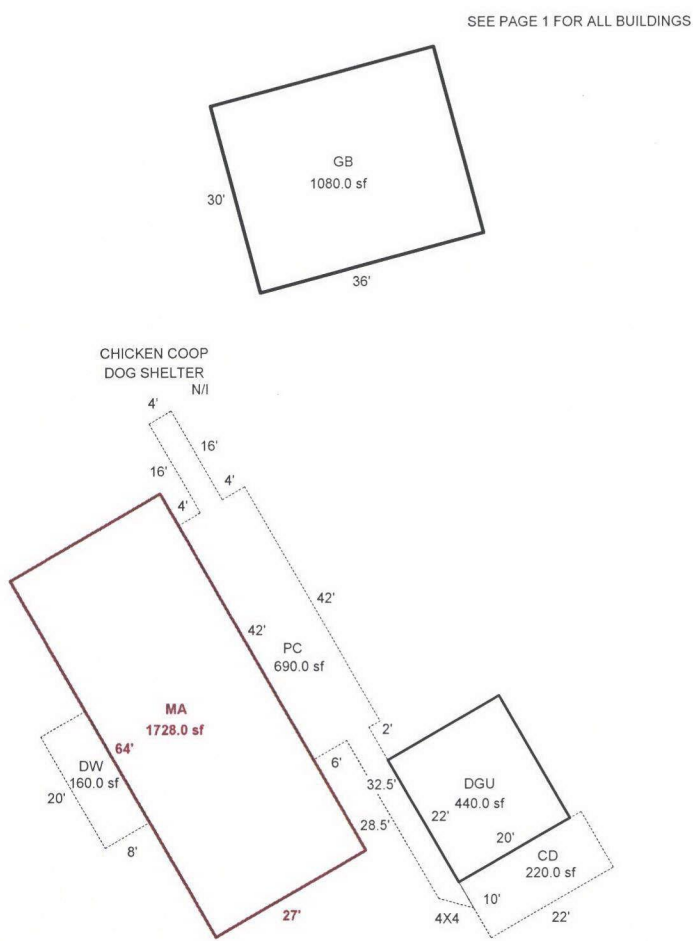 SEE PAGE 1 FOR ALL BUILDINGS
GB
1080.0 sf
30'
36'
CHICKEN COOP
DOG SHELTER
N/I
4'
16'
16'
4'
4'
42'
42'
PC
690.0 sf
MA
1728.0 sf
64'
2'
6'
DW
160.0 sf
20'
8'
32.5'
DGU
440.0 sf
22'
28.5'
20'
CD
220.0 sf
10'
4X4
22'
27'